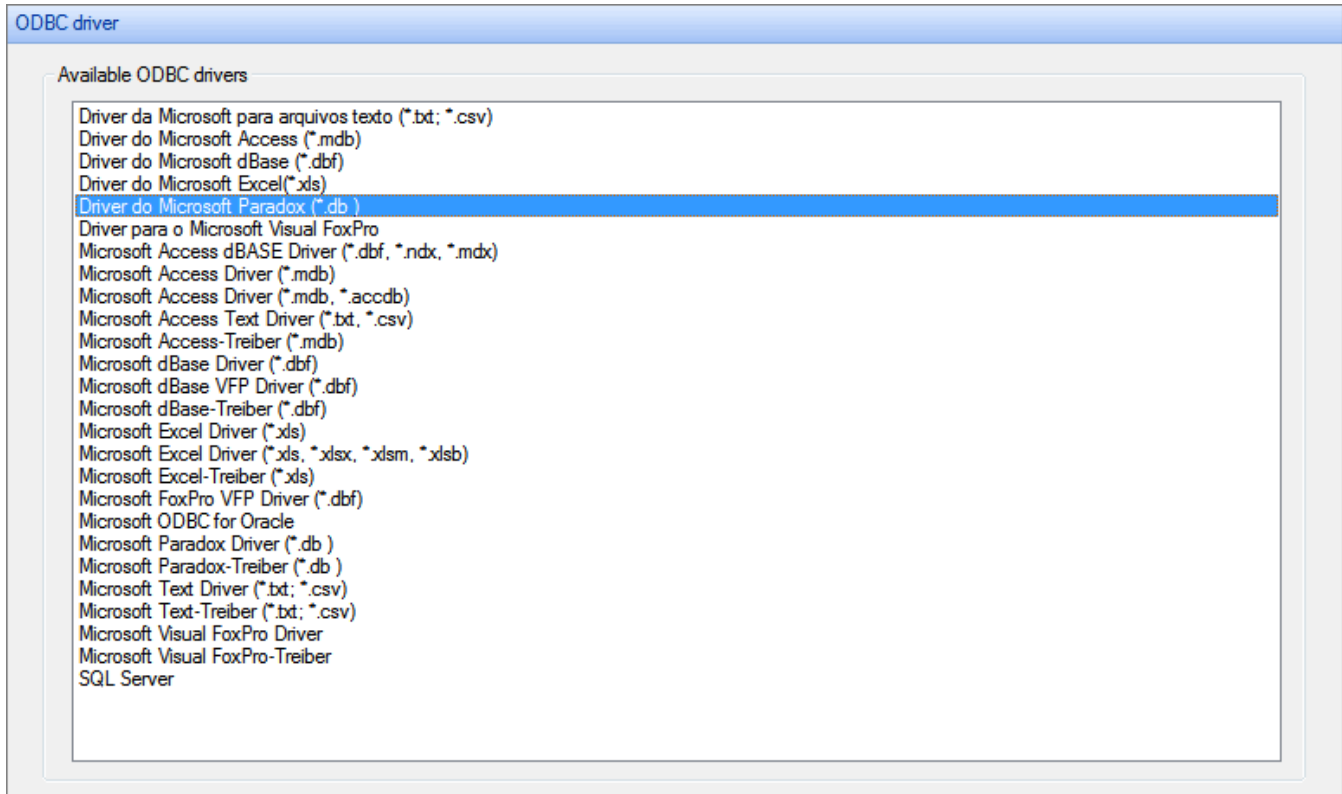 ODBC driver
Available ODBC drivers
Driver da Microsoft para arquivos texto (*.txt; *.csv)
Driver do Microsoft Access (*.mdb)
Driver do Microsoft dBase (*.dbf)
Driver do Microsoft Excel(*.xls)
Driver do Microsoft Paradox (*.db )
Driver para o Microsoft Visual FoxPro
Microsoft Access dBASE Driver (*.dbf, *.ndx, *.mdx)
Microsoft Access Driver (*.mdb)
Microsoft Access Driver (*.mdb, *.accdb)
Microsoft Access Text Driver (*.txt, *.csv)
Microsoft Access-Treiber (*.mdb)
Microsoft dBase Driver (*.dbf)
Microsoft dBase VFP Driver (*.dbf)
Microsoft dBase-Treiber (*.dbf)
Microsoft Excel Driver (*.xls)
Microsoft Excel Driver (*.xls, *.xlsx, *.xlsm, *.xlsb)
Microsoft Excel-Treiber (*.xls)
Microsoft FoxPro VFP Driver (*.dbf)
Microsoft ODBC for Oracle
Microsoft Paradox Driver (*.db )
Microsoft Paradox-Treiber (*.db )
Microsoft Text Driver (*.txt; *.csv)
Microsoft Text-Treiber (*.txt; *.csv)
Microsoft Visual FoxPro Driver
Microsoft Visual FoxPro-Treiber
SQL Server